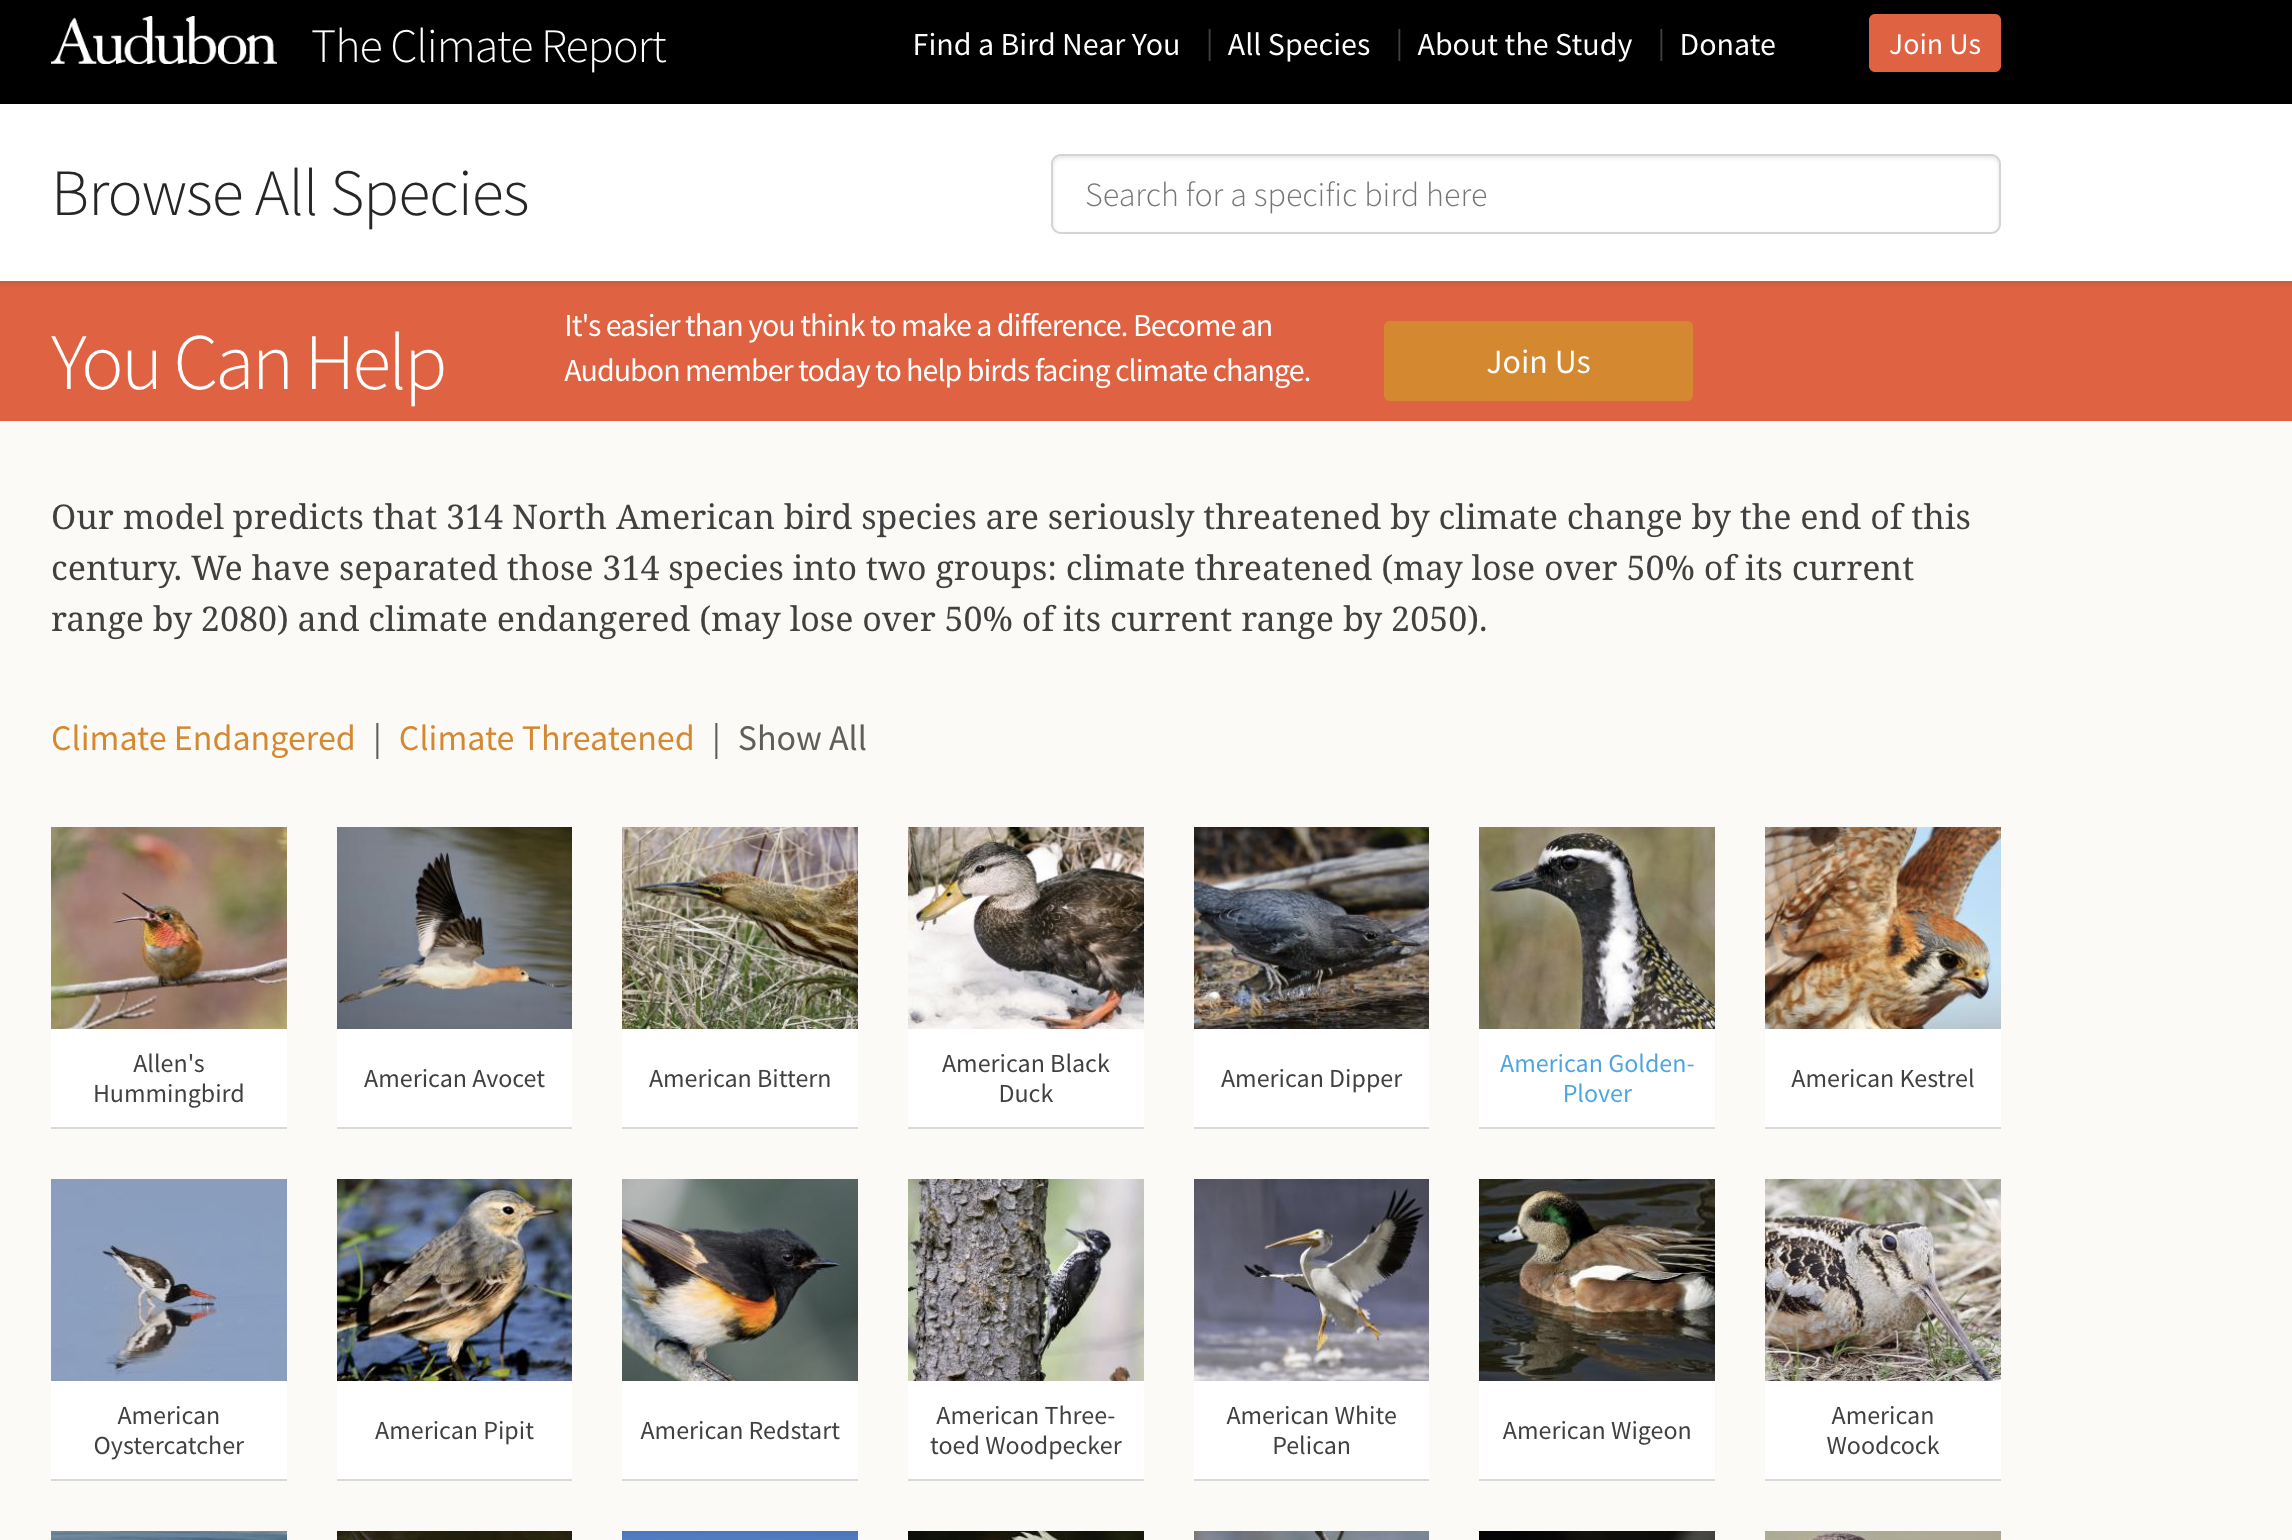 Audubon The Climate Report Find a Bird Near You | All Species | About the Study | Donate Join Us
Browse All Species
Search for a specific bird here
You Can Help
It's easier than you think to make a difference. Become an
Audubon member today to help birds facing climate change.
Join Us
Our model predicts that 314 North American bird species are seriously threatened by climate change by the end of this
century. We have separated those 314 species into two groups: climate threatened (may lose over 50% of its current
range by 2080) and climate endangered (may lose over 50% of its current range by 2050).
Climate Endangered | Climate Threatened | Show All
Allen's
Hummingbird
American Avocet
American Bittern
American Black
Duck
American Dipper
American Golden-
Plover
American Kestrel
American
Oystercatcher
American Pipit
American Redstart
American Three-
toed Woodpecker
American White
Pelican
American Wigeon
American
Woodcock